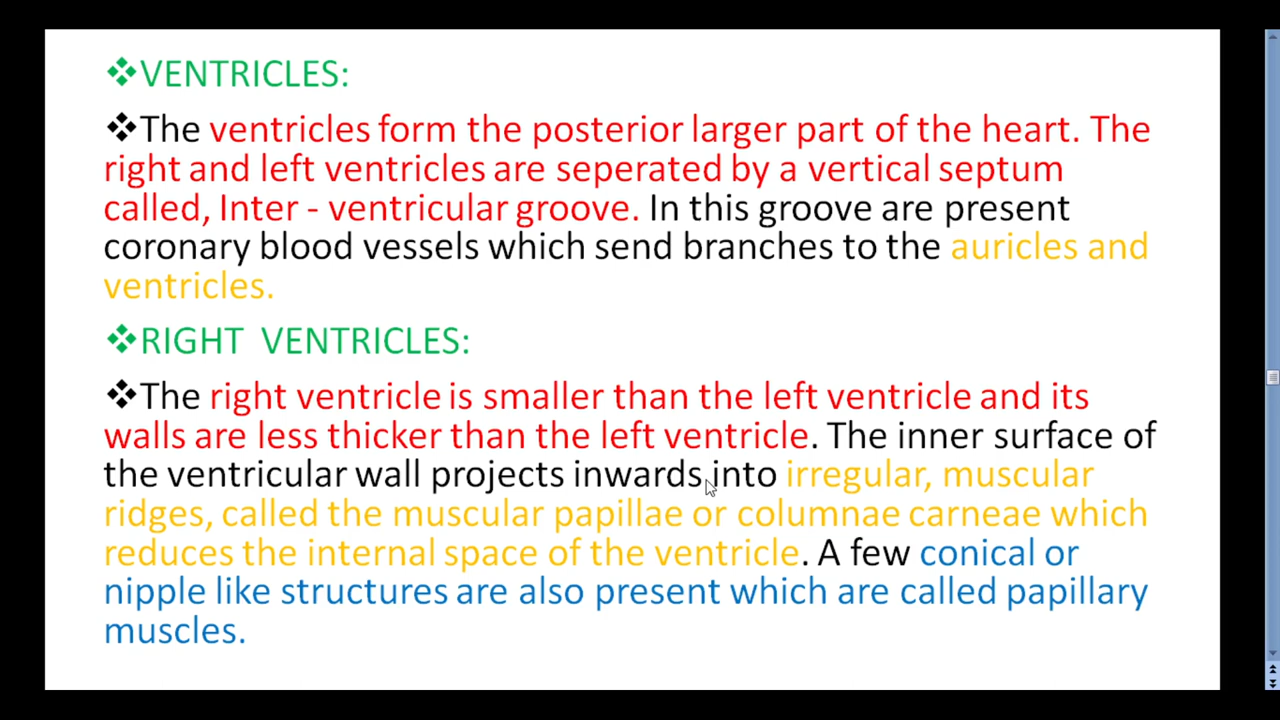 ❖VENTRICLES:
❖The ventricles form the posterior larger part of the heart. The
right and left ventricles are seperated by a vertical septum
called, Inter - ventricular groove. In this groove are present
coronary blood vessels which send branches to the auricles and
ventricles.
❖RIGHT VENTRICLES:
❖The right ventricle is smaller than the left ventricle and its
walls are less thicker than the left ventricle. The inner surface of
the ventricular wall projects inwards into irregular, muscular
ridges, called the muscular papillae or columnae carneae which
reduces the internal space of the ventricle. A few conical or
nipple like structures are also present which are called papillary
muscles.